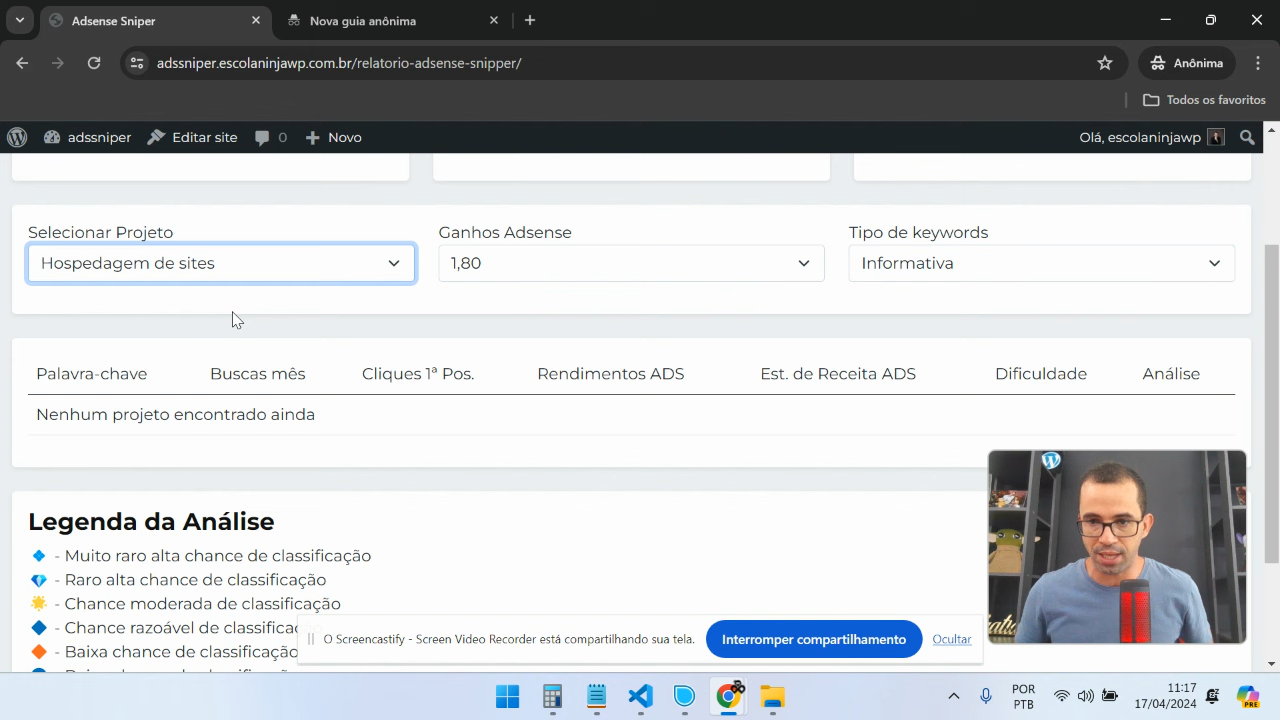 Adsense Sniper
Nova guia anônima
adssniper.escolaninjawp.com.br/relatorio-adsense-snipper/
Anônima
Todos os favoritos
adssniper
Editar site
0
Novo
Olá, escolaninjawp
Selecionar Projeto
Ganhos Adsense
Tipo de keywords
Hospedagem de sites
1,80
Informativa
Palavra-chave
Buscas mês
Cliques 1ª Pos.
Rendimentos ADS
Est. de Receita ADS
Dificuldade
Análise
Nenhum projeto encontrado ainda
Legenda da Análise
- Muito raro alta chance de classificação
- Raro alta chance de classificação
- Chance moderada de classificação
- Chance razoável de classificaç
- Baixa chance de classificação
O Screencastify - Screen Video Recorder está compartilhando sua tela.
Interromper compartilhamento
Ocultar
POR
PTB
11:17
17/04/2024
PRE